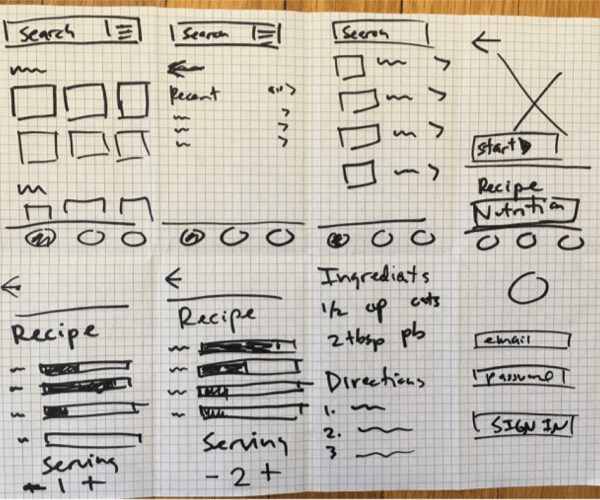 Search
Search
Recent all >
Search
Start
Recipe
Nutrition
Recipe
Serving
- 1 +
Recipe
Serving
- 2 +
Ingrediats
1/2 cup oats
2 tbsp pb
Directions
1.
2.
3
email
password
SIGN IN